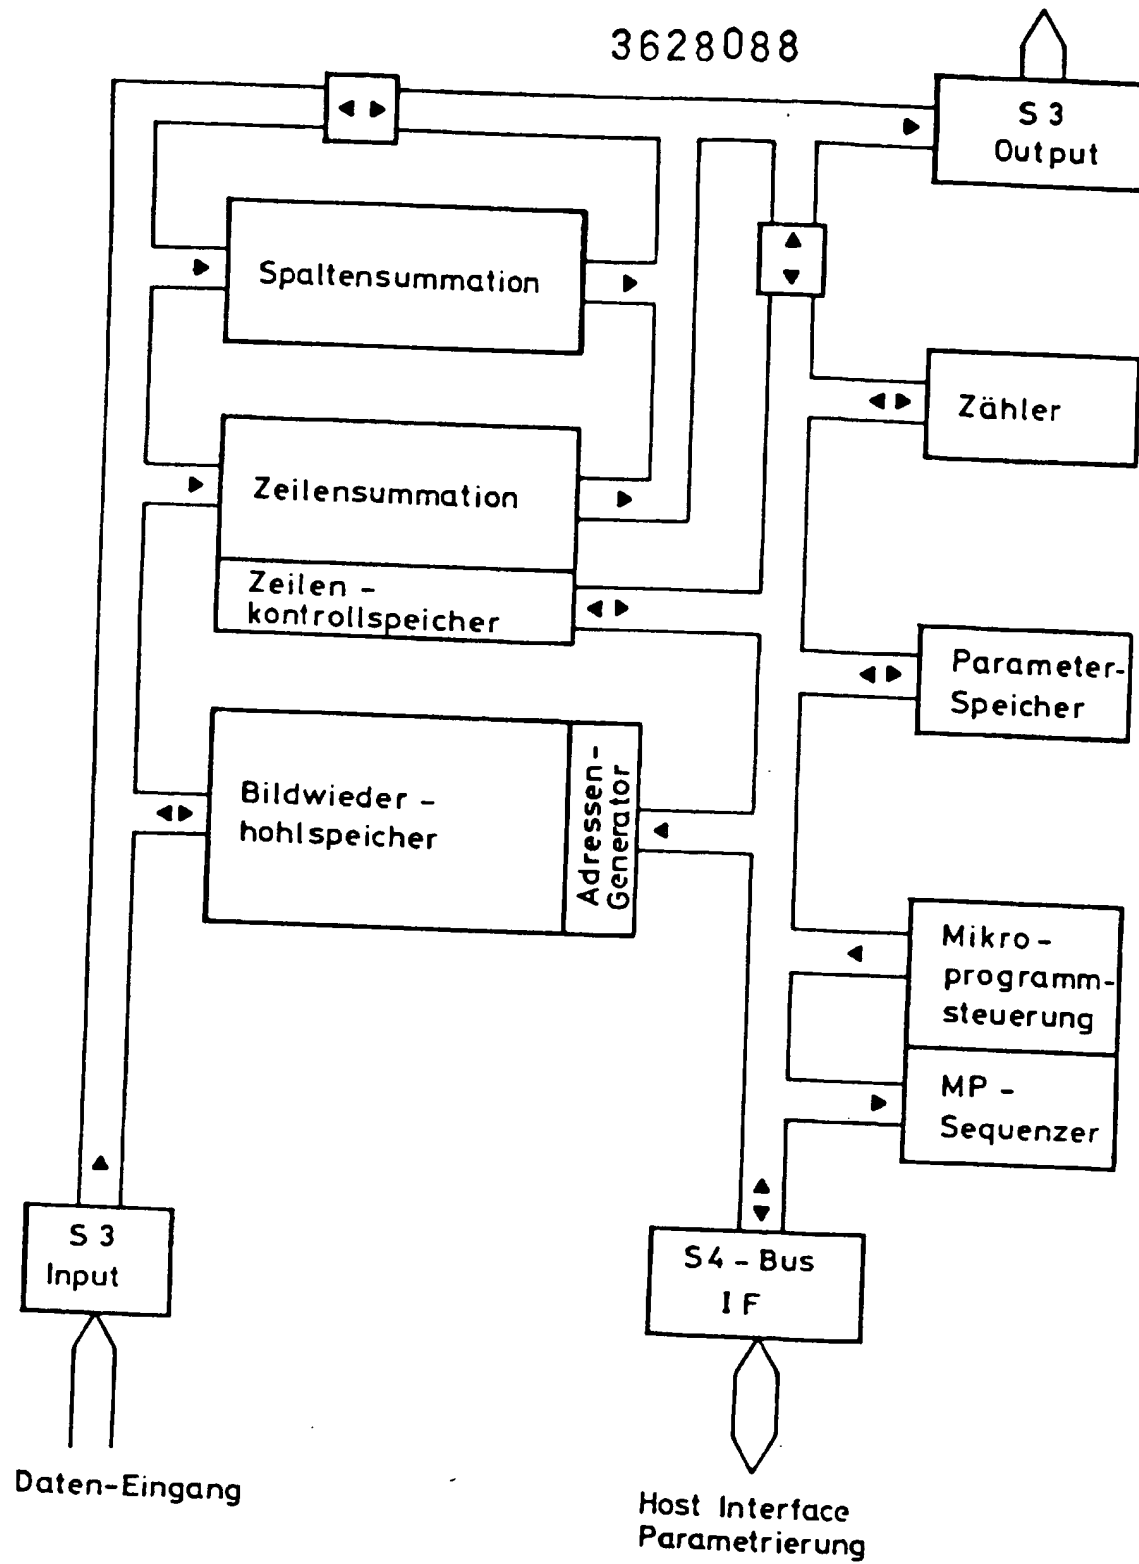 3628088
S 3
Output
Spaltensummation
Zähler
Zeilensummation
Zeilen -
kontrollspeicher
Parameter-
Speicher
Bildwieder -
hohlspeicher
Adressen-
Generator
Mikro -
programm-
steuerung
MP -
Sequenzer
S 3
Input
S4 - Bus
I F
Daten-Eingang
Host Interface
Parametrierung